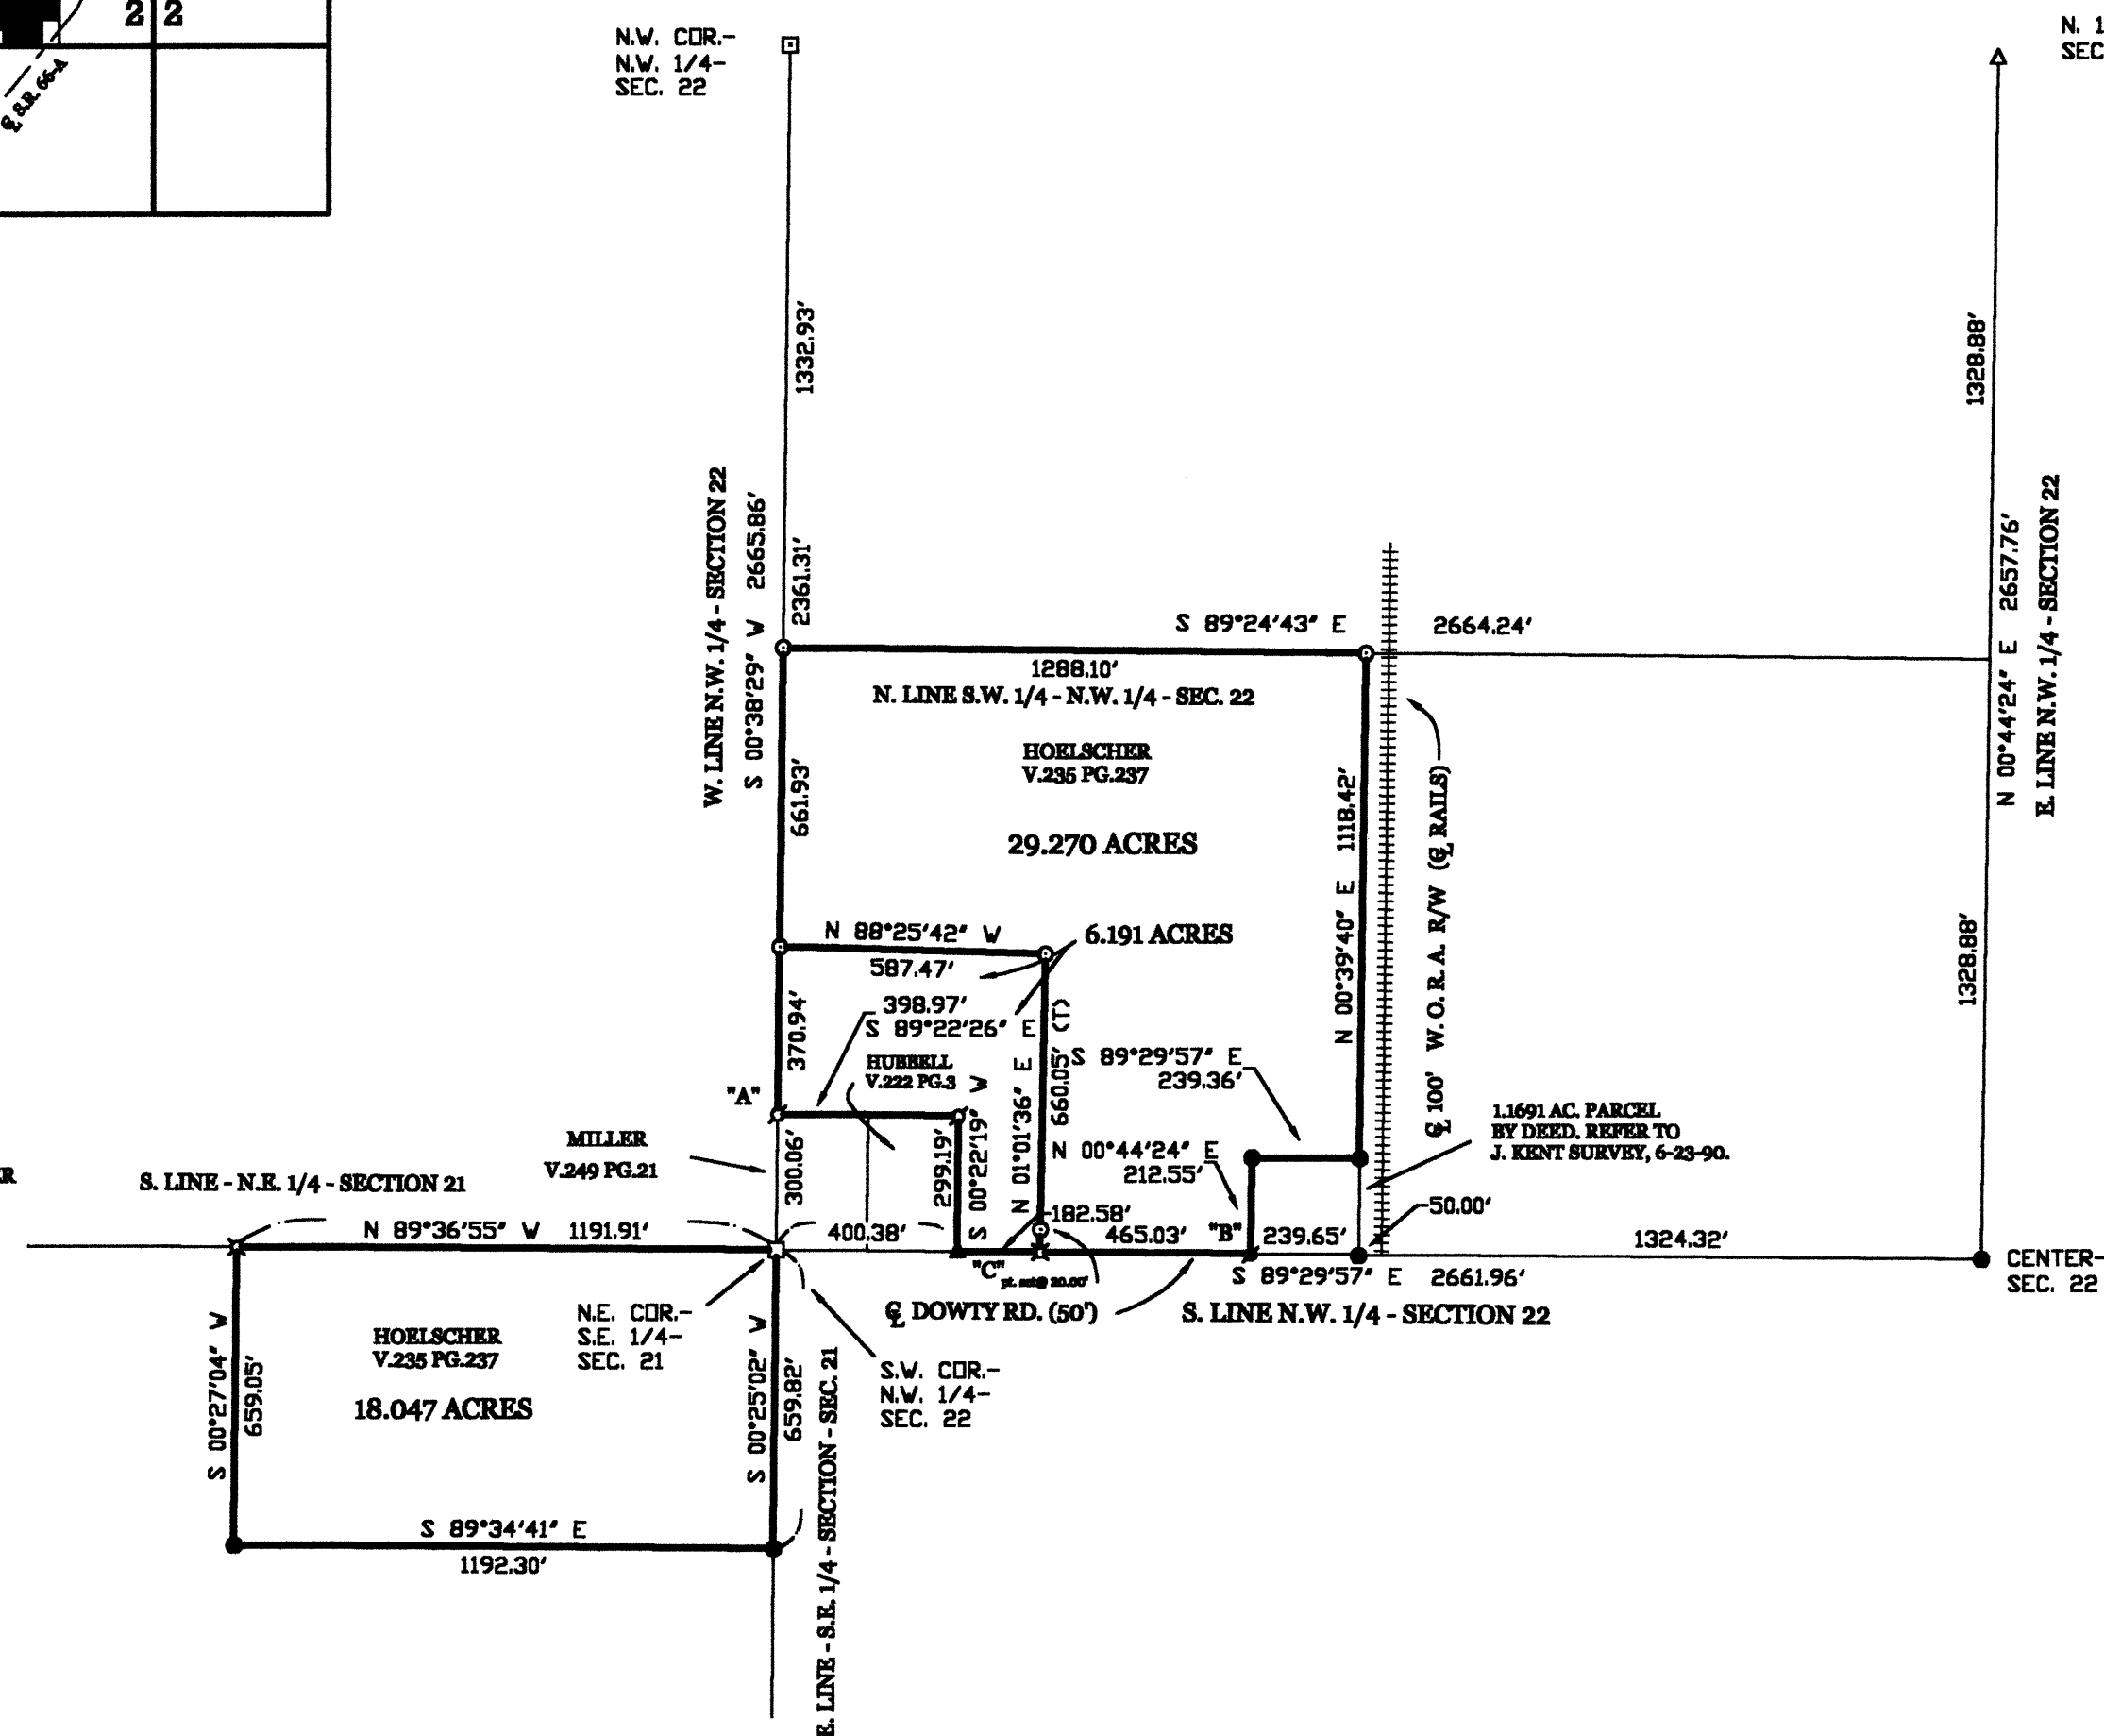 2 2
℄ S.R. 66-A
N.W. COR.-
N.W. 1/4-
SEC. 22
N. 1
SEC
1332.93'
1328.88'
W. LINE N.W. 1/4 - SECTION 22
S 00°38'29" W 2665.86'
2361.31'
N 00°44'24" E 2657.76'
E. LINE N.W. 1/4 - SECTION 22
S 89°24'43" E 2664.24'
1288.10'
N. LINE S.W. 1/4 - N.W. 1/4 - SEC. 22
HOELSCHER
V.235 PG.237
29.270 ACRES
661.93'
N 00°39'40" E 1118.42'
℄ 100' W. O. R. A. R/W (℄ RAILS)
N 88°25'42" W
587.47'
6.191 ACRES
1328.88'
370.94'
398.97'
S 89°22'26" E
HUBBELL
V.222 PG.3
N 01°01'36" E 660.05' (T)
S 89°29'57" E
239.36'
"A"
MILLER
V.249 PG.21
300.06'
299.19'
S 00°22'19" W
N 00°44'24" E
212.55'
1.1691 AC. PARCEL
BY DEED. REFER TO
J. KENT SURVEY, 6-23-90.
R
S. LINE - N.E. 1/4 - SECTION 21
N 89°36'55" W 1191.91'
400.38'
182.58'
465.03'
"B"
239.65'
50.00'
1324.32'
"C"
pt. set@ 20.00'
S 89°29'57" E 2661.96'
CENTER-
SEC. 22
℄ DOWTY RD. (50')
S. LINE N.W. 1/4 - SECTION 22
N.E. COR.-
S.E. 1/4-
SEC. 21
S.W. COR.-
N.W. 1/4-
SEC. 22
S 00°27'04" W
659.05'
HOELSCHER
V.235 PG.237
18.047 ACRES
S 00°25'02" W
659.82'
E. LINE - S.E. 1/4 - SECTION - SEC. 21
S 89°34'41" E
1192.30'